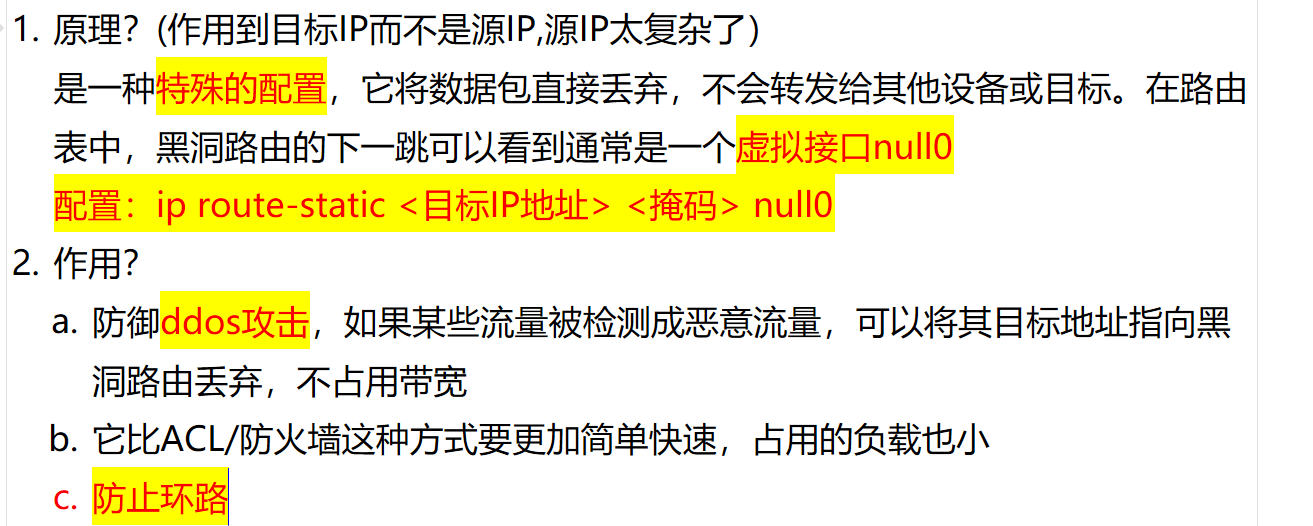 1. 原理？(作用到目标IP而不是源IP,源IP太复杂了）
是一种特殊的配置，它将数据包直接丢弃，不会转发给其他设备或目标。在路由
表中，黑洞路由的下一跳可以看到通常是一个虚拟接口null0
配置：ip route-static <目标IP地址> <掩码> null0
2. 作用？
a. 防御ddos攻击，如果某些流量被检测成恶意流量，可以将其目标地址指向黑
洞路由丢弃，不占用带宽
b. 它比ACL/防火墙这种方式要更加简单快速，占用的负载也小
c. 防止环路